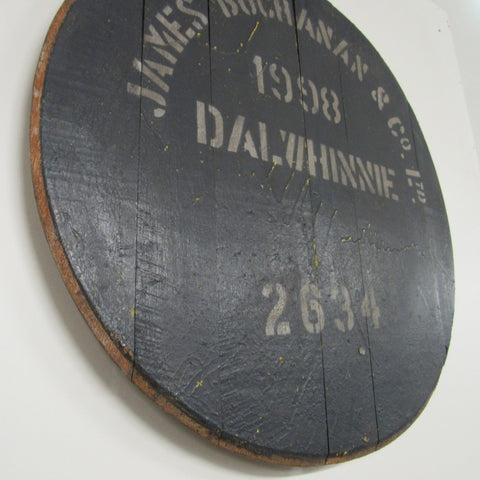 JAMES BUCHANAN & Co. LTD.
1998
DALWHINNIE
2634